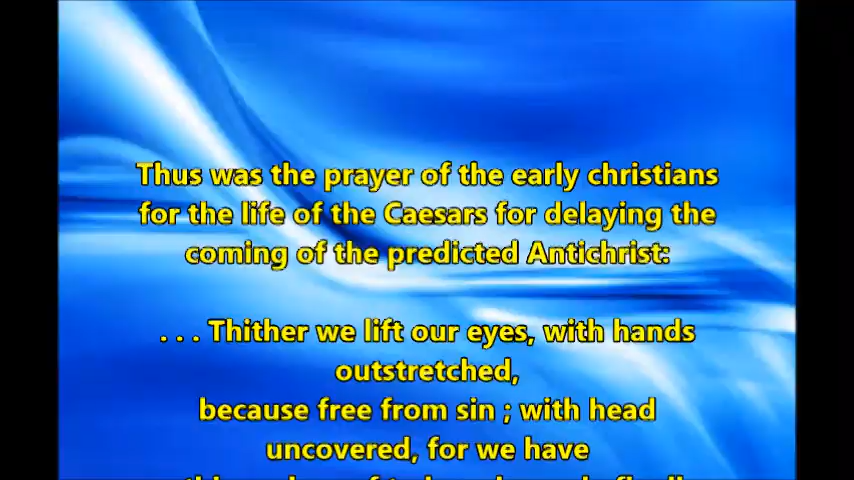 Thus was the prayer of the early christians
for the life of the Caesars for delaying the
coming of the predicted Antichrist:
. . . Thither we lift our eyes, with hands
outstretched,
because free from sin ; with head
uncovered, for we have